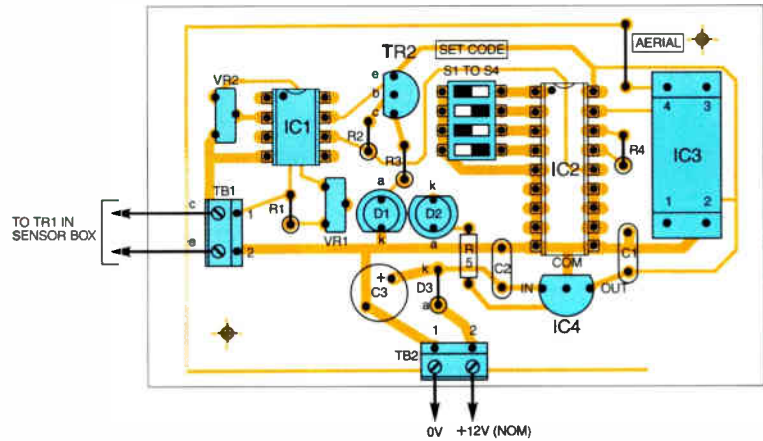 AERIAL
TR2
SET CODE
S1 TO S4
e
b
c
VR2
IC1
R2
R3
IC2
R4
4
3
IC3
1
2
TB1
TO TR1 IN
SENSOR BOX
c
e
1
2
R1
VR1
a
D1
k
k
D2
a
R5
C2
COM
C1
IN
OUT
IC4
+
C3
k
D3
a
1
2
TB2
0V
+12V (NOM)